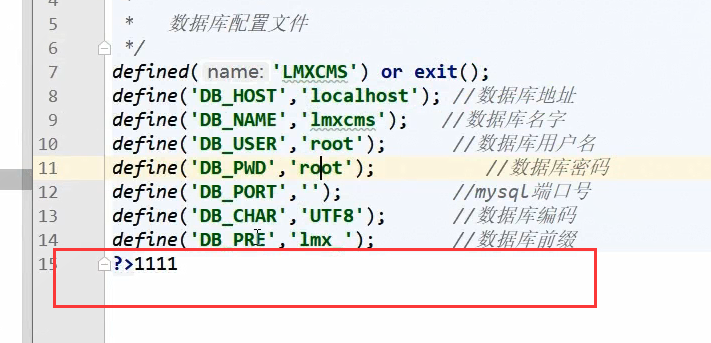 4 *
5 * 数据库配置文件
6 */
7 defined( name: 'LMXCMS') or exit();
8 define('DB_HOST','localhost'); //数据库地址
9 define('DB_NAME','lmxcms'); //数据库名字
10 define('DB_USER','root'); //数据库用户名
11 define('DB_PWD','root'); //数据库密码
12 define('DB_PORT',''); //mysql端口号
13 define('DB_CHAR','UTF8'); //数据库编码
14 define('DB_PRE','lmx_'); //数据库前缀
15 ?>1111